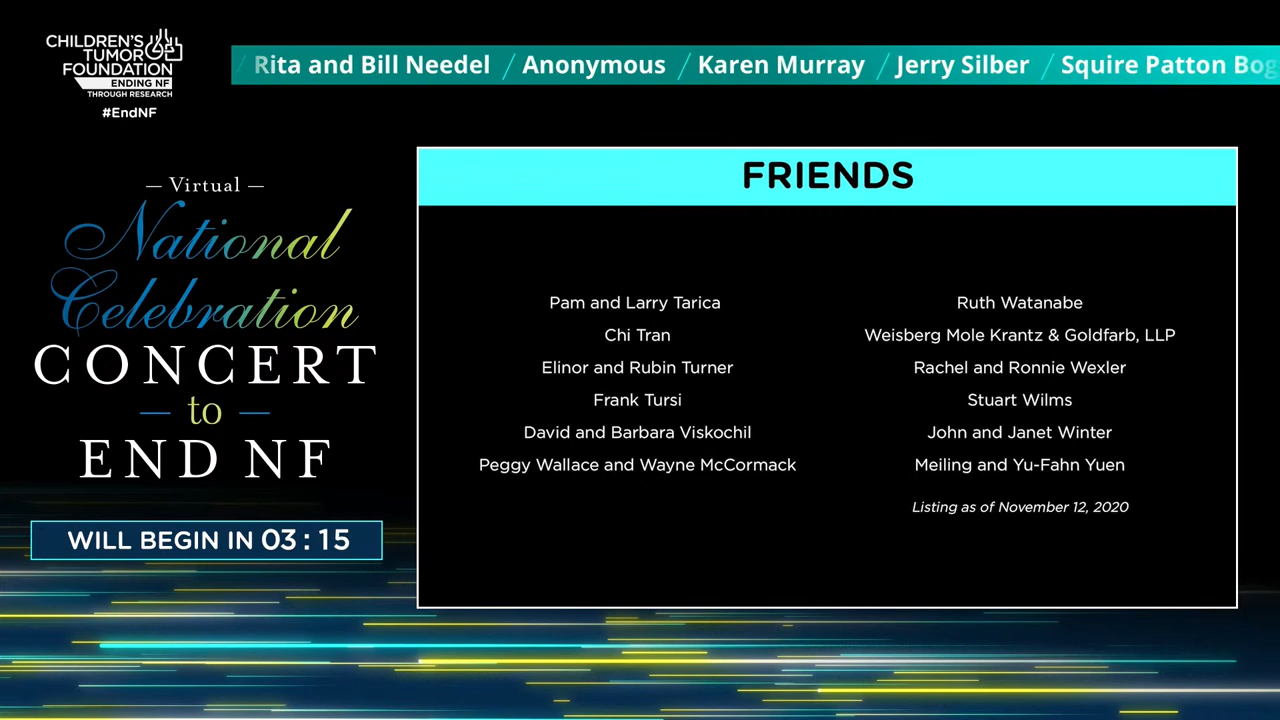 CHILDREN'S
TUMOR
FOUNDATION
ENDING NF
THROUGH RESEARCH
#EndNF
Rita and Bill Needel / Anonymous / Karen Murray / Jerry Silber / Squire Patton
— Virtual —
National
Celebration
CONCERT
— to —
END NF
WILL BEGIN IN 03 : 15
FRIENDS
Pam and Larry Tarica
Chi Tran
Elinor and Rubin Turner
Frank Tursi
David and Barbara Viskochil
Peggy Wallace and Wayne McCormack
Ruth Watanabe
Weisberg Mole Krantz & Goldfarb, LLP
Rachel and Ronnie Wexler
Stuart Wilms
John and Janet Winter
Meiling and Yu-Fahn Yuen
Listing as of November 12, 2020